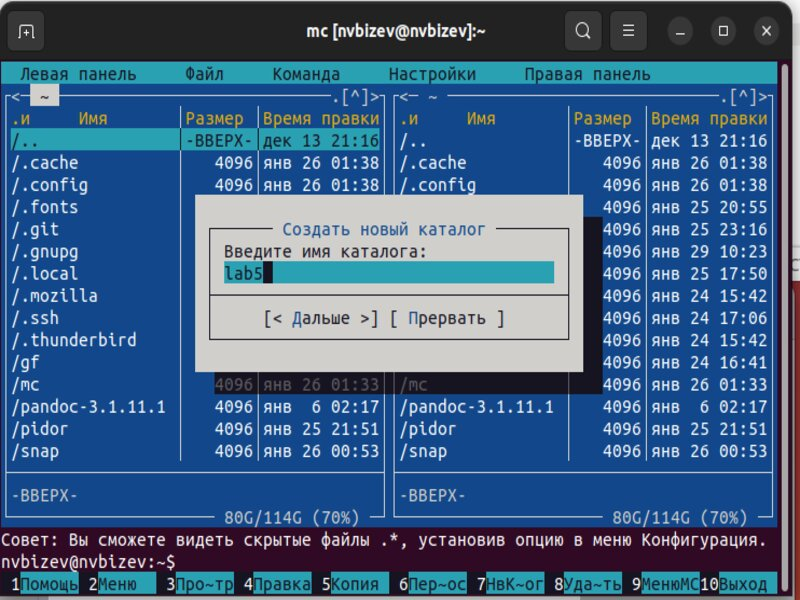 mc [nvbizev@nvbizev]:~
Левая панель Файл Команда Настройки Правая панель
<─ ~ .[^]> <─ ~ .[^]>
.и Имя Размер Время правки .и Имя Размер Время правки
/.. -ВВЕРХ- дек 13 21:16 /.. -ВВЕРХ- дек 13 21:16
/.cache 4096 янв 26 01:38 /.cache 4096 янв 26 01:38
/.config 4096 янв 26 01:38 /.config 4096 янв 26 01:38
/.fonts 4096 янв 25 20:55
/.git Создать новый каталог 4096 янв 25 23:16
/.gnupg Введите имя каталога: 4096 янв 29 10:23
/.local lab5 4096 янв 25 17:50
/.mozilla 4096 янв 24 15:42
/.ssh [< Дальше >] [ Прервать ] 4096 янв 24 17:06
/.thunderbird 4096 янв 24 15:42
/gf 4096 янв 24 16:41
/mc 4096 янв 26 01:33 /mc 4096 янв 26 01:33
/pandoc-3.1.11.1 4096 янв 6 02:17 /pandoc-3.1.11.1 4096 янв 6 02:17
/pidor 4096 янв 25 21:51 /pidor 4096 янв 25 21:51
/snap 4096 янв 26 00:53 /snap 4096 янв 26 00:53
-ВВЕРХ- -ВВЕРХ-
80G/114G (70%) 80G/114G (70%)
Совет: Вы сможете видеть скрытые файлы .*, установив опцию в меню Конфигурация.
nvbizev@nvbizev:~$
1Помощь 2Меню 3Про~тр 4Правка 5Копия 6Пер~ос 7НвК~ог 8Уда~ть 9МенюMC 10Выход